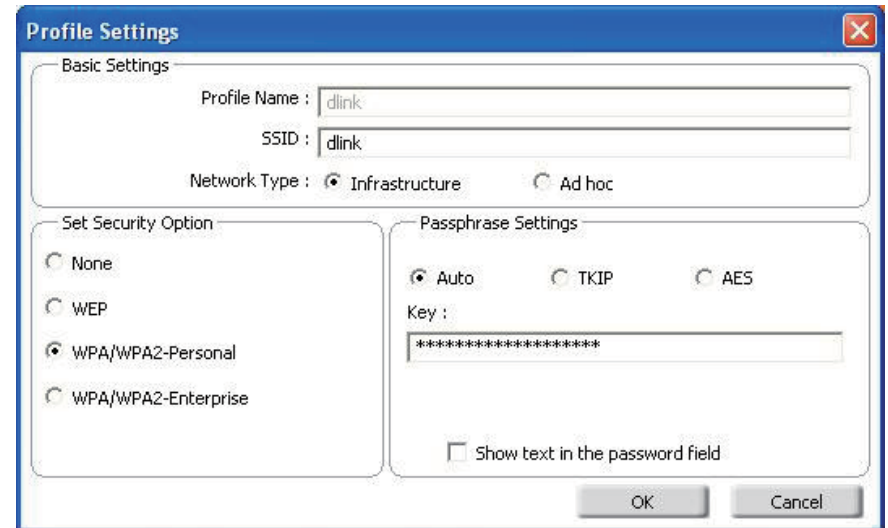 Profile Settings
Basic Settings
Profile Name : dlink
SSID : dlink
Network Type : Infrastructure Ad hoc
Set Security Option
None
WEP
WPA/WPA2-Personal
WPA/WPA2-Enterprise
Passphrase Settings
Auto TKIP AES
Key :
*******************
Show text in the password field
OK Cancel